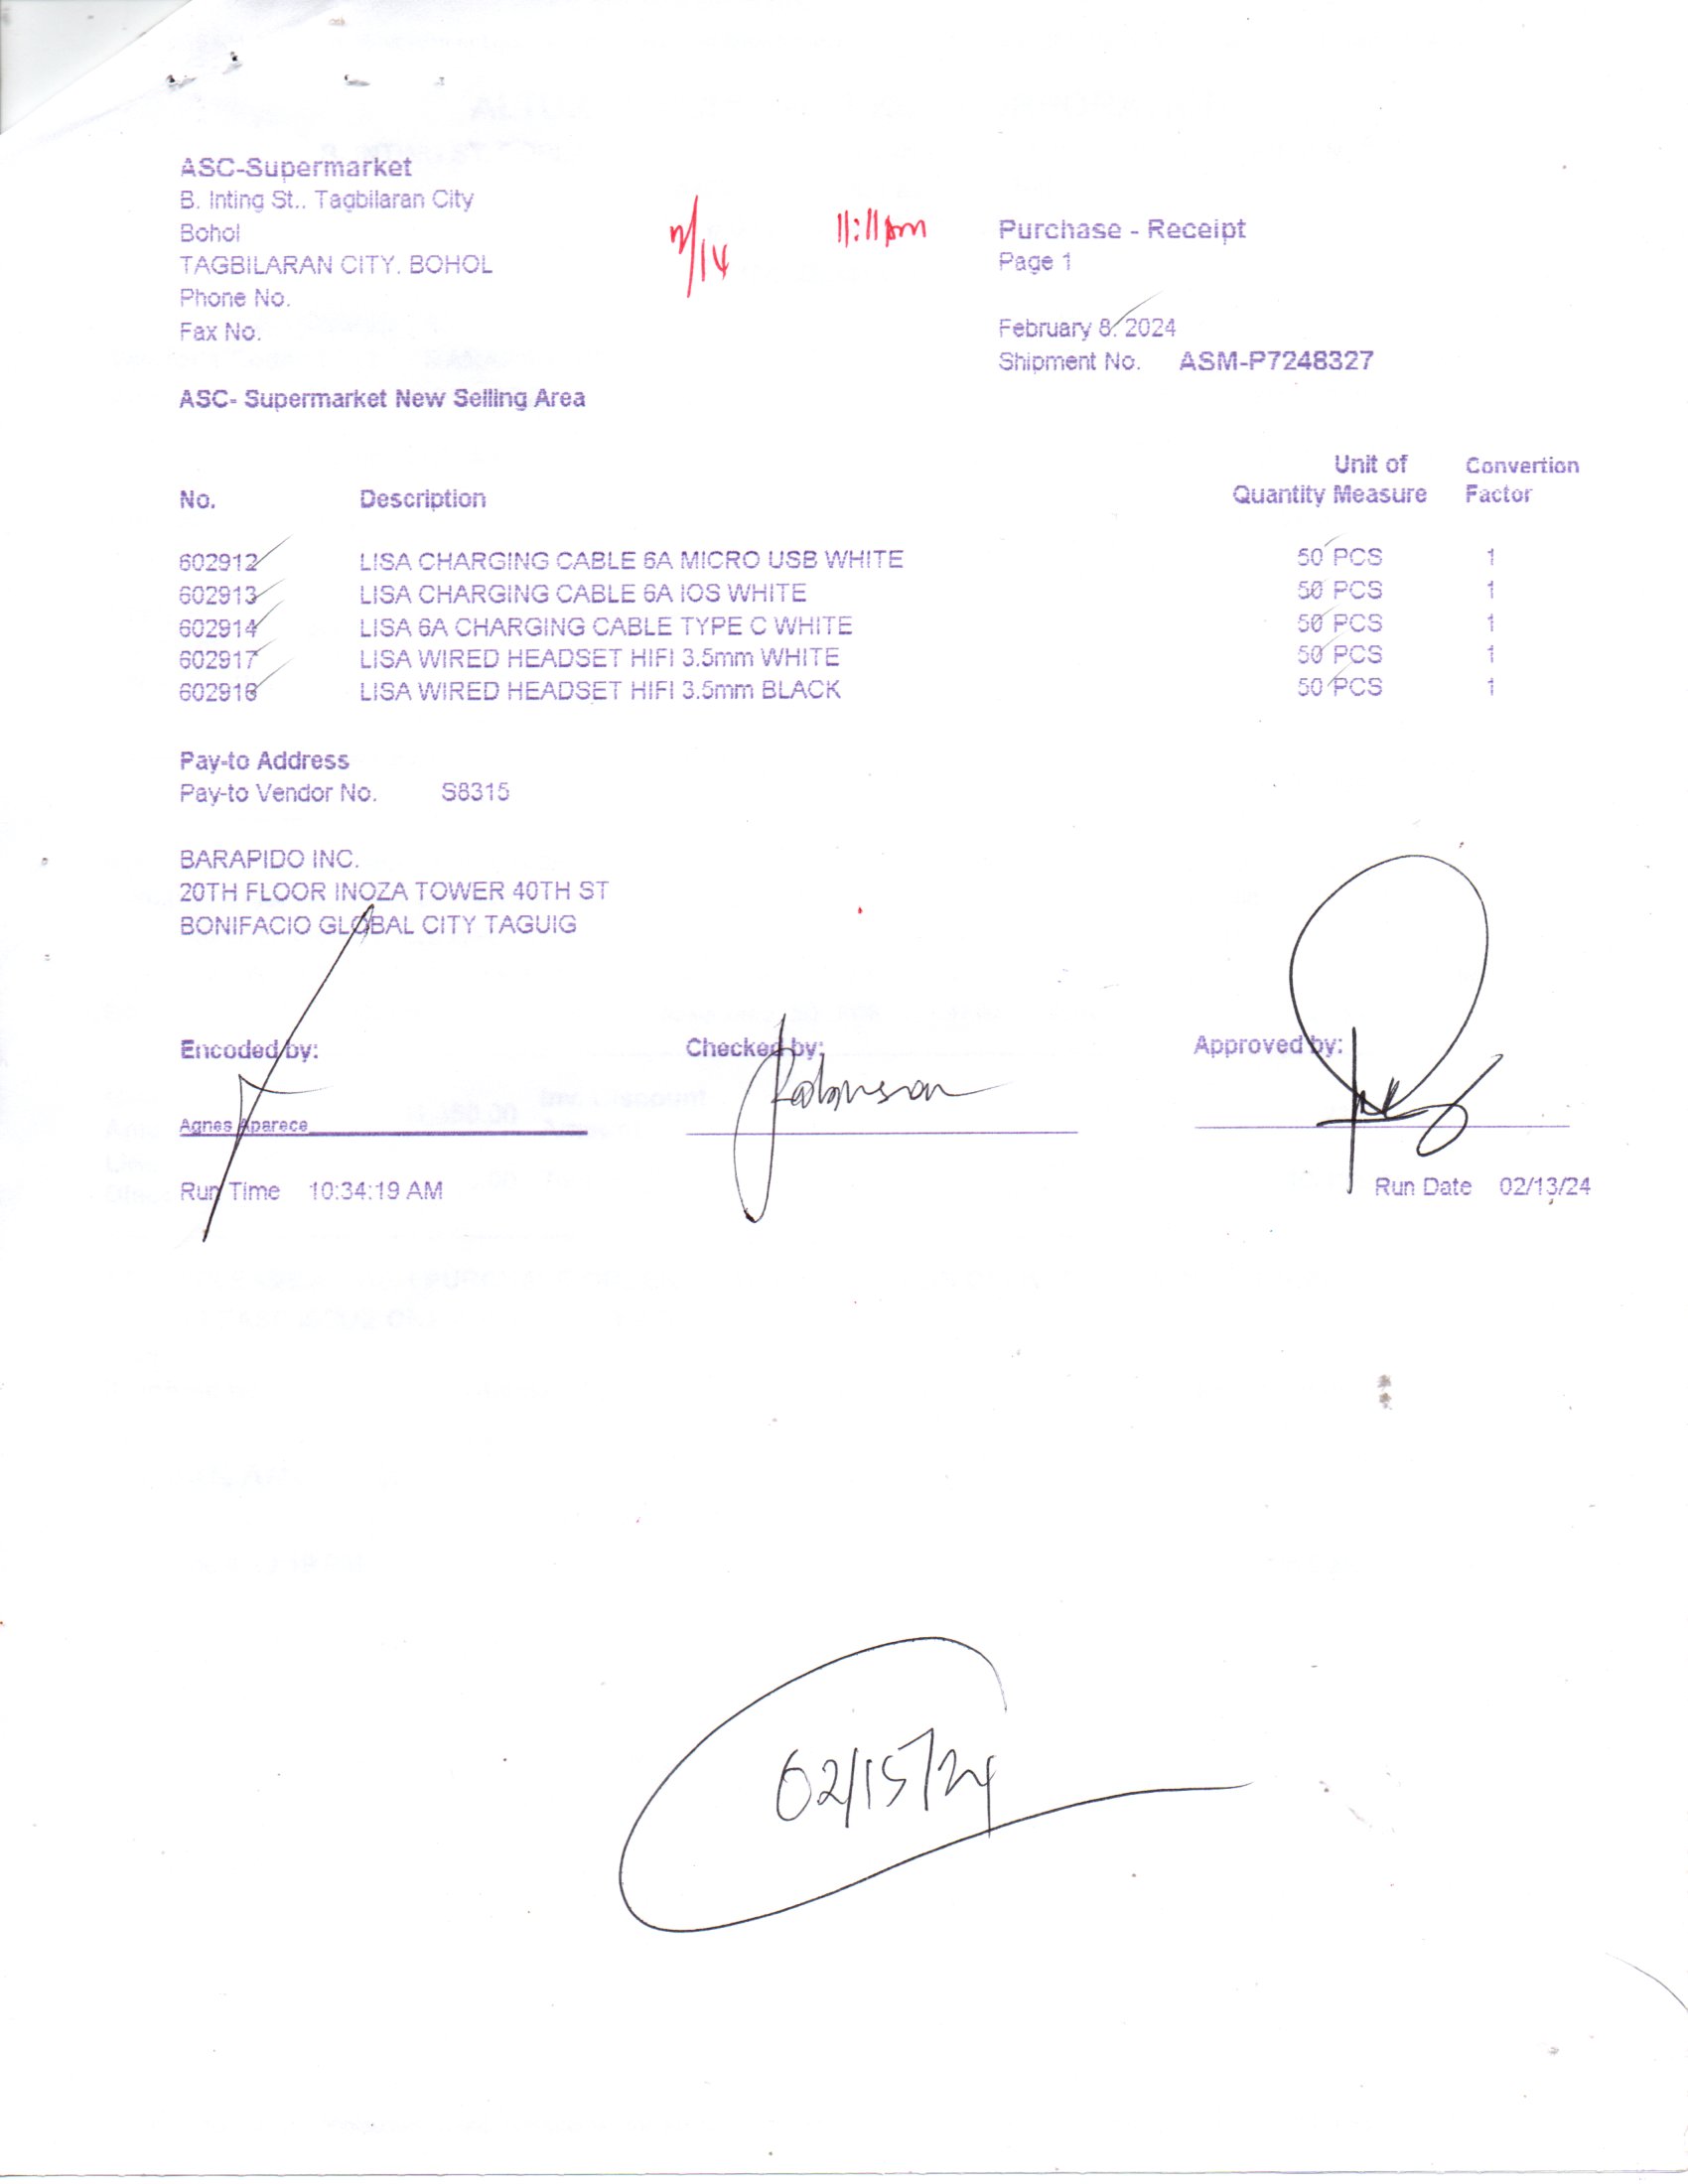 ASC-Supermarket
B. Inting St., Tagbilaran City
Bohol
TAGBILARAN CITY, BOHOL
Phone No.
Fax No.
2/14 11:11am
Purchase - Receipt
Page 1
February 8, 2024
Shipment No. ASM-P7248327
ASC- Supermarket New Selling Area
No. Description Quantity Unit of Measure Convertion Factor
602912 LISA CHARGING CABLE 6A MICRO USB WHITE 50 PCS 1
602913 LISA CHARGING CABLE 6A iOS WHITE 50 PCS 1
602914 LISA 6A CHARGING CABLE TYPE C WHITE 50 PCS 1
602917 LISA WIRED HEADSET HIFI 3.5mm WHITE 50 PCS 1
602918 LISA WIRED HEADSET HIFI 3.5mm BLACK 50 PCS 1
Pay-to Address
Pay-to Vendor No. S8315
BARAPIDO INC.
20TH FLOOR INOZA TOWER 40TH ST
BONIFACIO GLOBAL CITY TAGUIG
Encoded by: Checked by: Approved by:
Agnes Aparece
Run Time 10:34:19 AM Run Date 02/13/24
02/15/24